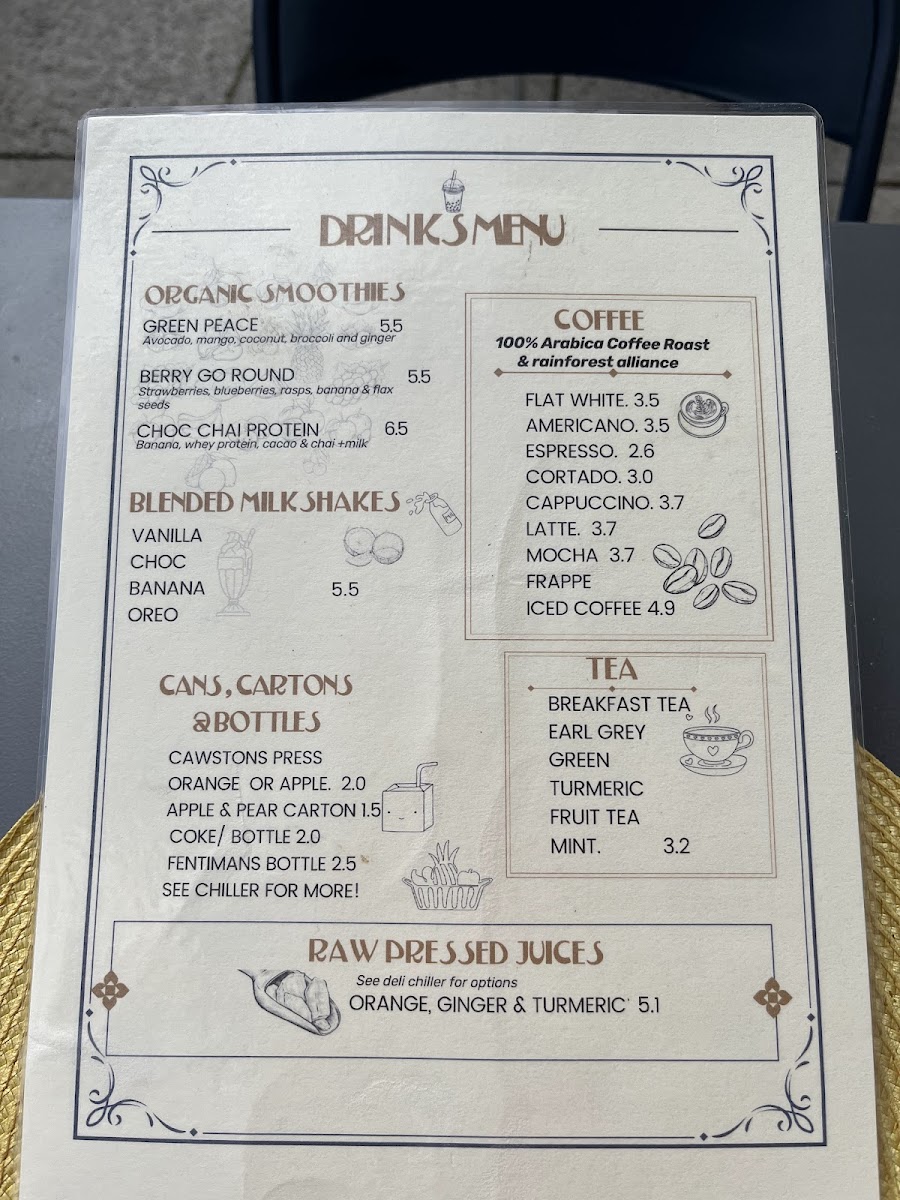 DRINKS MENU
ORGANIC SMOOTHIES
GREEN PEACE 5.5
Avocado, mango, coconut, broccoli and ginger
BERRY GO ROUND 5.5
Strawberries, blueberries, rasps, banana & flax
seeds
CHOC CHAI PROTEIN 6.5
Banana, whey protein, cacao & chai +milk
BLENDED MILK SHAKES
VANILLA
CHOC
BANANA 5.5
OREO
CANS, CARTONS
& BOTTLES
CAWSTONS PRESS
ORANGE OR APPLE. 2.0
APPLE & PEAR CARTON 1.5
COKE/ BOTTLE 2.0
FENTIMANS BOTTLE 2.5
SEE CHILLER FOR MORE!
COFFEE
100% Arabica Coffee Roast
& rainforest alliance
FLAT WHITE. 3.5
AMERICANO. 3.5
ESPRESSO. 2.6
CORTADO. 3.0
CAPPUCCINO. 3.7
LATTE. 3.7
MOCHA 3.7
FRAPPE
ICED COFFEE 4.9
TEA
BREAKFAST TEA
EARL GREY
GREEN
TURMERIC
FRUIT TEA
MINT. 3.2
RAW PRESSED JUICES
See deli chiller for options
ORANGE, GINGER & TURMERIC 5.1